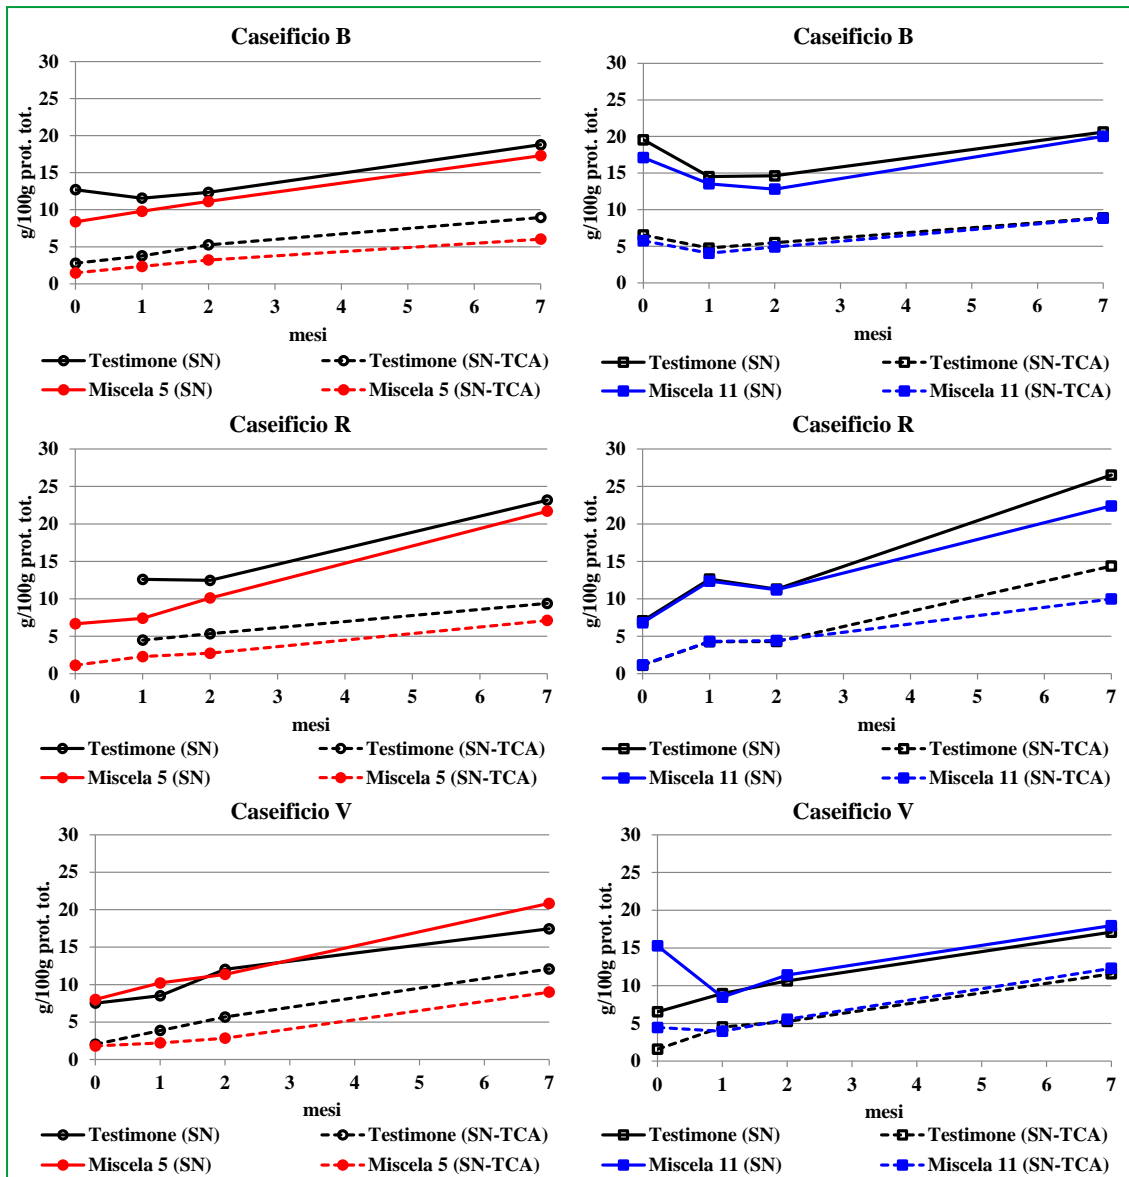 Caseificio B
g/100g prot. tot.
30
25
20
15
10
5
0
0 1 2 3 4 5 6 7
mesi
Testimone (SN) Testimone (SN-TCA)
Miscela 5 (SN) Miscela 5 (SN-TCA)
Caseificio B
g/100g prot. tot.
30
25
20
15
10
5
0
0 1 2 3 4 5 6 7
mesi
Testimone (SN) Testimone (SN-TCA)
Miscela 11 (SN) Miscela 11 (SN-TCA)
Caseificio R
g/100g prot. tot.
30
25
20
15
10
5
0
0 1 2 3 4 5 6 7
mesi
Testimone (SN) Testimone (SN-TCA)
Miscela 5 (SN) Miscela 5 (SN-TCA)
Caseificio R
g/100g prot. tot.
30
25
20
15
10
5
0
0 1 2 3 4 5 6 7
mesi
Testimone (SN) Testimone (SN-TCA)
Miscela 11 (SN) Miscela 11 (SN-TCA)
Caseificio V
g/100g prot. tot.
30
25
20
15
10
5
0
0 1 2 3 4 5 6 7
mesi
Testimone (SN) Testimone (SN-TCA)
Miscela 5 (SN) Miscela 5 (SN-TCA)
Caseificio V
g/100g prot. tot.
30
25
20
15
10
5
0
0 1 2 3 4 5 6 7
mesi
Testimone (SN) Testimone (SN-TCA)
Miscela 11 (SN) Miscela 11 (SN-TCA)